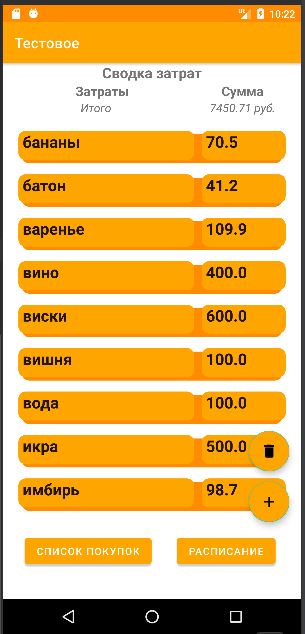 10:22
Тестовое
Сводка затрат
Затраты Сумма
Итого 7450.71 руб.
бананы 70.5
батон 41.2
варенье 109.9
вино 400.0
виски 600.0
вишня 100.0
вода 100.0
икра 500.0
имбирь 98.7
СПИСОК ПОКУПОК РАСПИСАНИЕ